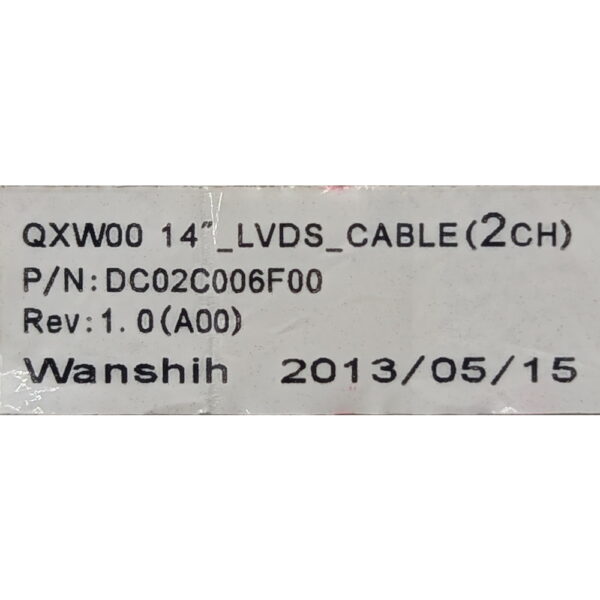 QXW00 14"_LVDS_CABLE(2CH)
P/N:DC02C006F00
Rev:1.0(A00)
Wanshih 2013/05/15